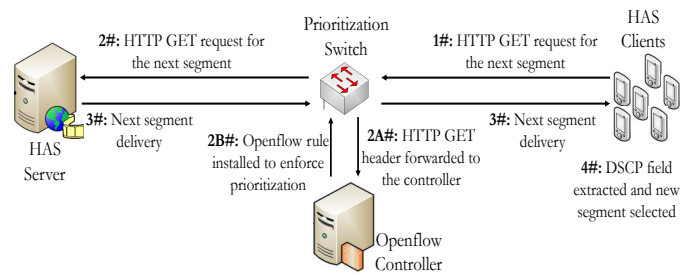 Prioritization
Switch
HAS
Clients
2#: HTTP GET request for
the next segment
1#: HTTP GET request for
the next segment
3#: Next segment
delivery
HAS
Server
2B#: Openflow rule
installed to enforce
prioritization
2A#: HTTP GET
header forwarded to
the controller
3#: Next segment
delivery
4#: DSCP field
extracted and new
segment selected
Openflow
Controller